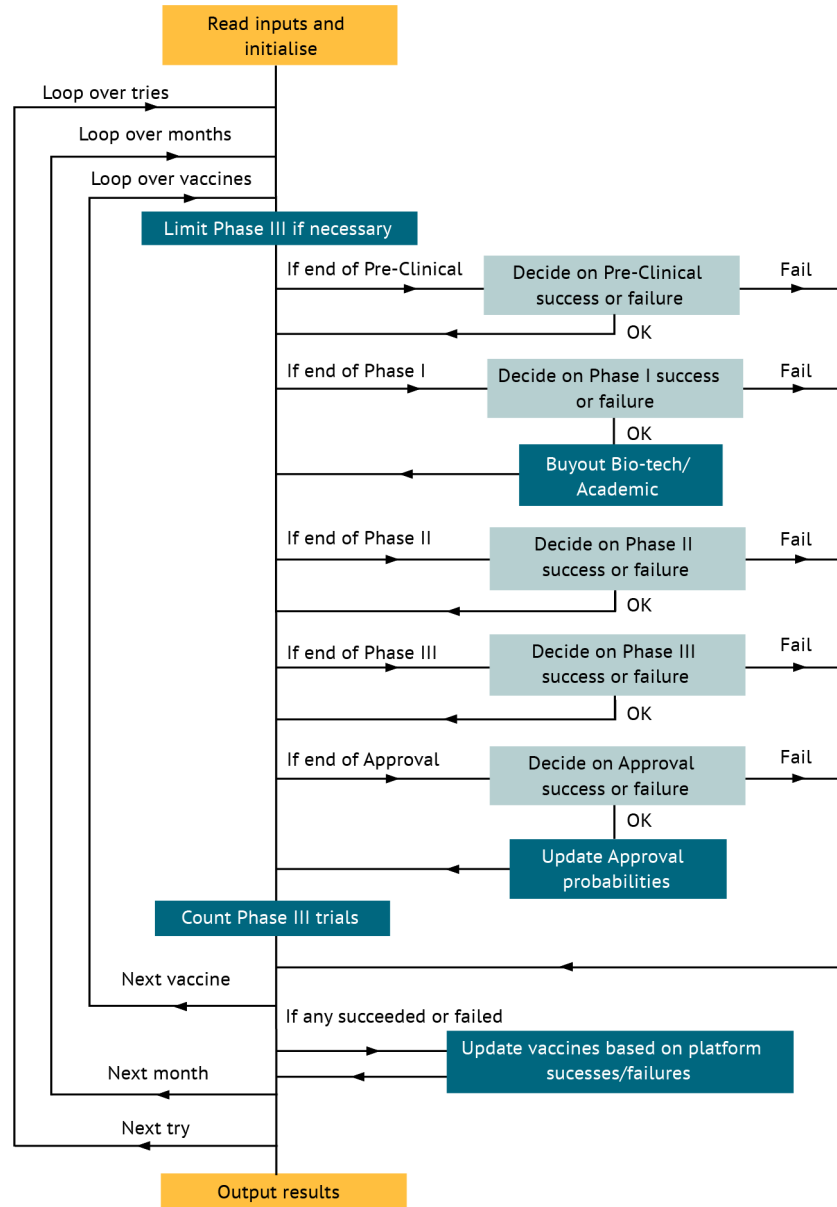 Read inputs and
initialise
Loop over tries
Loop over months
Loop over vaccines
Limit Phase III if necessary
If end of Pre-Clinical
Decide on Pre-Clinical
success or failure
Fail
OK
If end of Phase I
Decide on Phase I success
or failure
Fail
OK
Buyout Bio-tech/
Academic
If end of Phase II
Decide on Phase II
success or failure
Fail
OK
If end of Phase III
Decide on Phase III
success or failure
Fail
OK
If end of Approval
Decide on Approval
success or failure
Fail
OK
Update Approval
probabilities
Count Phase III trials
Next vaccine
If any succeeded or failed
Update vaccines based on platform
sucesses/failures
Next month
Next try
Output results